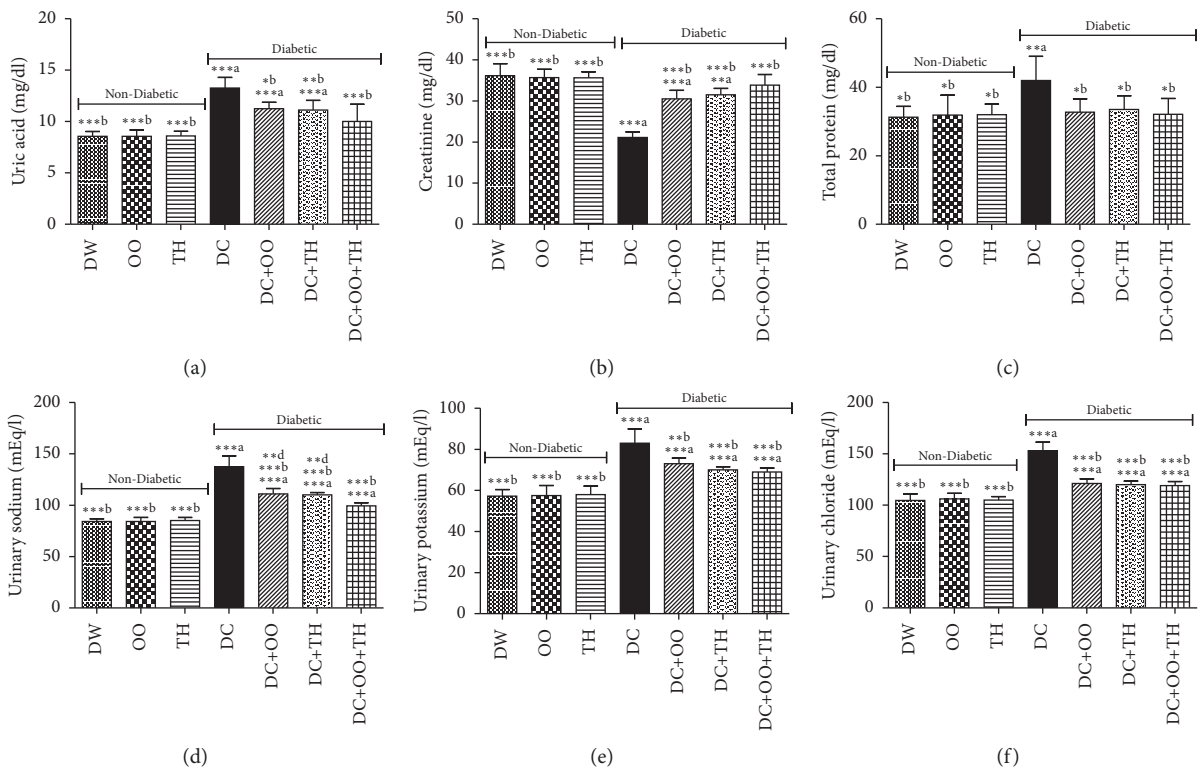 Uric acid (mg/dl)
20
15
10
5
0
Diabetic
Non-Diabetic
***b
***b
***b
***a
*b
***a
**b
***a
***b
DW
OO
TH
DC
DC+OO
DC+TH
DC+OO+TH
(a)
Creatinine (mg/dl)
50
40
30
20
10
0
Non-Diabetic
Diabetic
***b
***b
***b
***a
***b
***a
***b
**a
***b
DW
OO
TH
DC
DC+OO
DC+TH
DC+OO+TH
(b)
Total protein (mg/dl)
60
40
20
0
Diabetic
Non-Diabetic
*b
*b
*b
**a
*b
*b
*b
DW
OO
TH
DC
DC+OO
DC+TH
DC+OO+TH
(c)
Urinary sodium (mEq/l)
200
150
100
50
0
Diabetic
Non-Diabetic
***b
***b
***b
***a
**d
***b
***a
**d
***b
***a
***b
***a
DW
OO
TH
DC
DC+OO
DC+TH
DC+OO+TH
(d)
Urinary potassium (mEq/l)
100
80
60
40
20
0
Diabetic
Non-Diabetic
***b
***b
***b
***a
**b
***a
***b
***a
***b
***a
DW
OO
TH
DC
DC+OO
DC+TH
DC+OO+TH
(e)
Urinary chloride (mEq/l)
200
150
100
50
0
Diabetic
Non-Diabetic
***b
***b
***b
***a
***b
***a
***b
***a
***b
***a
DW
OO
TH
DC
DC+OO
DC+TH
DC+OO+TH
(f)